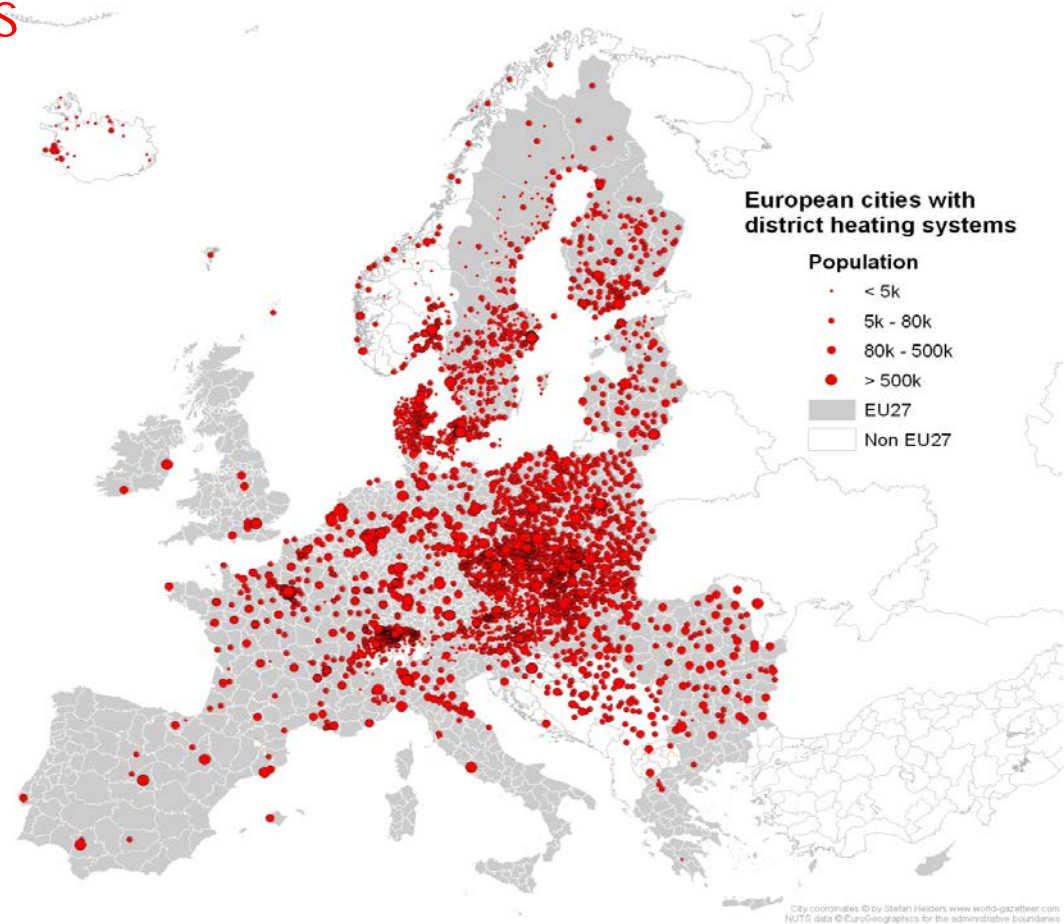 S
European cities with
district heating systems
Population
< 5k
5k - 80k
80k - 500k
> 500k
EU27
Non EU27
City coordinates © by Stefan Helders www.world-gazetteer.com
NUTS data © EuroGeographics for the administrative boundaries